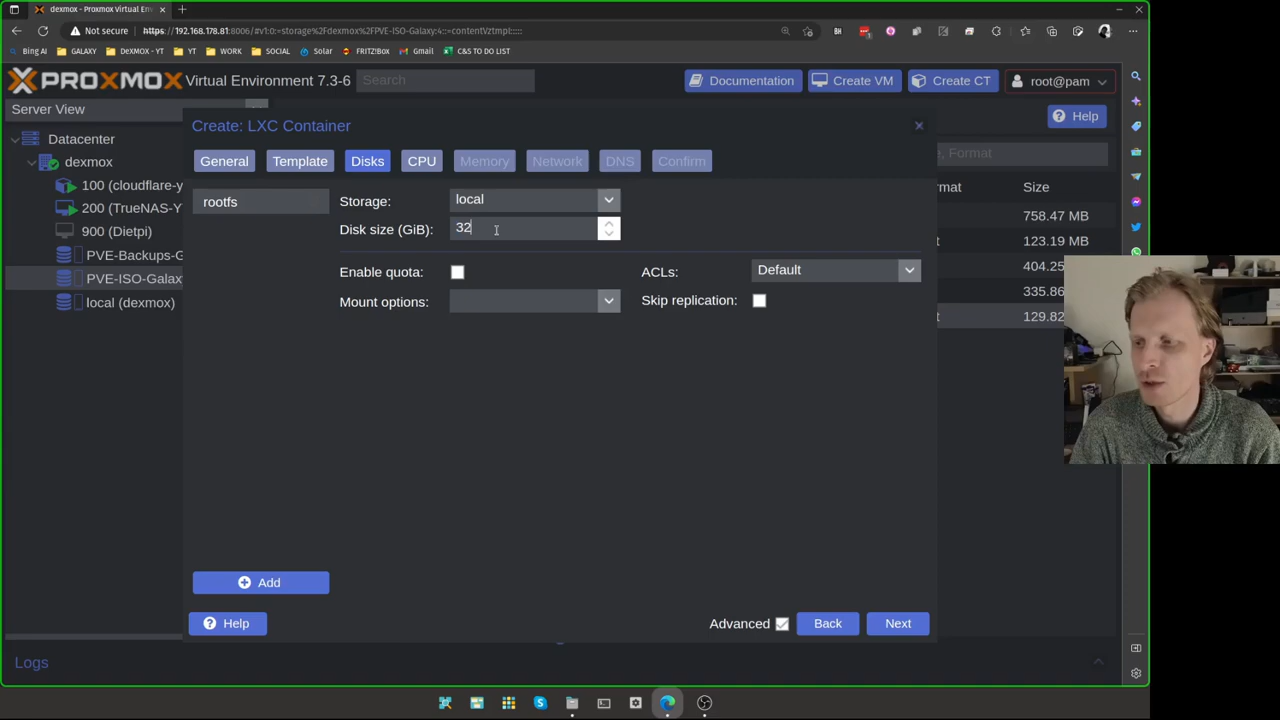 dexmox - Proxmox Virtual Env
Not secure
https://192.168.178.81:8006/#v1:0:=storage%2Fdexmox%2FPVE-ISO-Galaxy:4::=contentVztmpl:::::
Bing AI GALAXY DEXMOX - YT YT WORK SOCIAL Solar FRITZ!BOX Gmail C&S TO DO LIST
PROXMOX Virtual Environment 7.3-6 Search Documentation Create VM Create CT root@pam
Server View
Help
Create: LXC Container
Datacenter
dexmox
General Template Disks CPU Memory Network DNS Confirm
, Format
100 (cloudflare-y
200 (TrueNAS-Y
900 (Dietpi)
PVE-Backups-G
PVE-ISO-Galax
local (dexmox)
rootfs
Storage: local
Disk size (GiB): 32
Enable quota:
ACLs: Default
Mount options:
Skip replication:
mat Size
758.47 MB
123.19 MB
404.25
335.86
t 129.82
Add
Help
Advanced Back Next
Logs